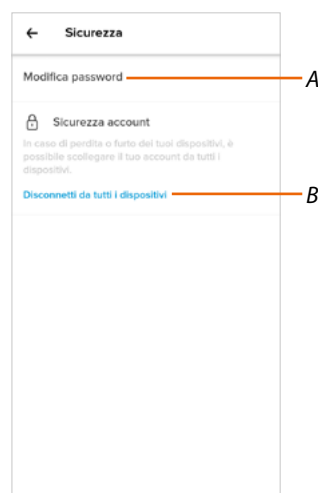 ← Sicurezza
Modifica password
A
Sicurezza account
In caso di perdita o furto dei tuoi dispositivi, è
possibile scollegare il tuo account da tutti i
dispositivi.
Disconnetti da tutti i dispositivi
B